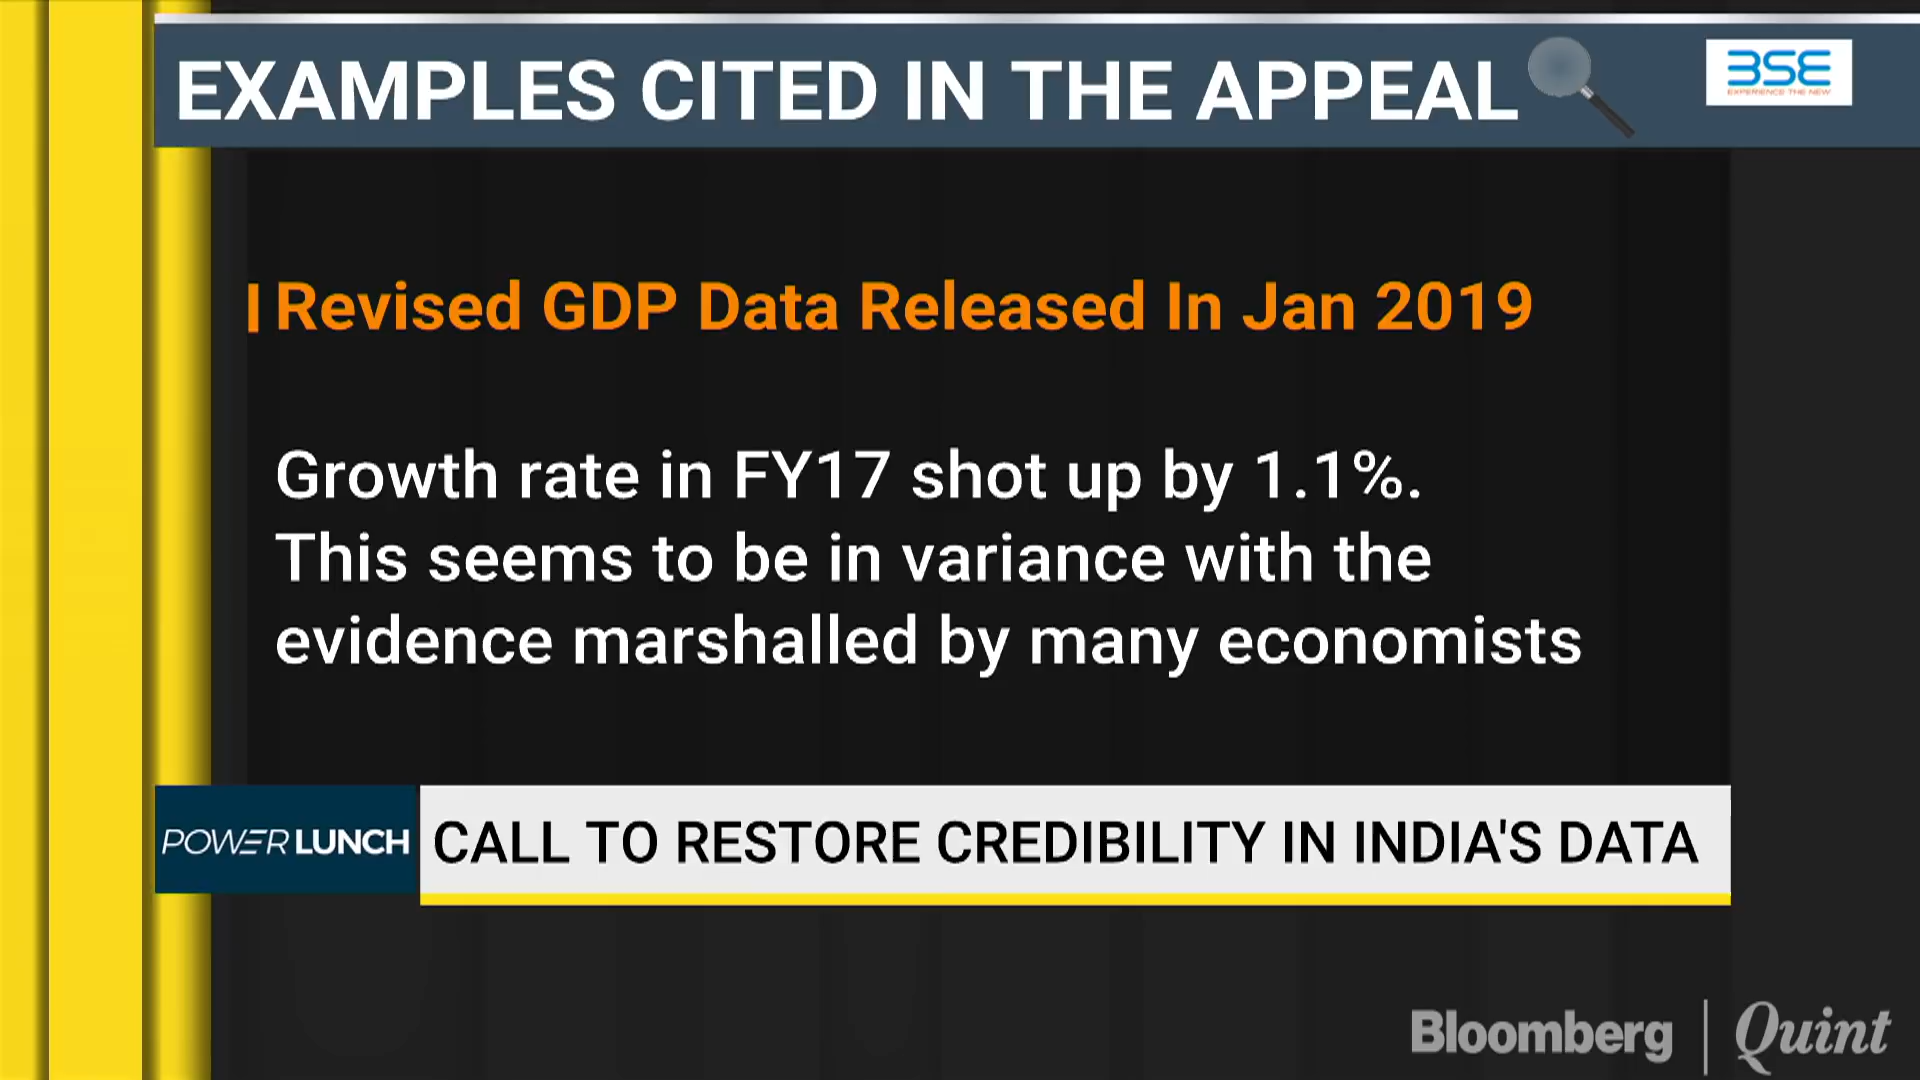 EXAMPLES CITED IN THE APPEAL
BSE
EXPERIENCE THE NEW
Revised GDP Data Released In Jan 2019
Growth rate in FY17 shot up by 1.1%.
This seems to be in variance with the
evidence marshalled by many economists
POWER LUNCH
CALL TO RESTORE CREDIBILITY IN INDIA'S DATA
Bloomberg | Quint